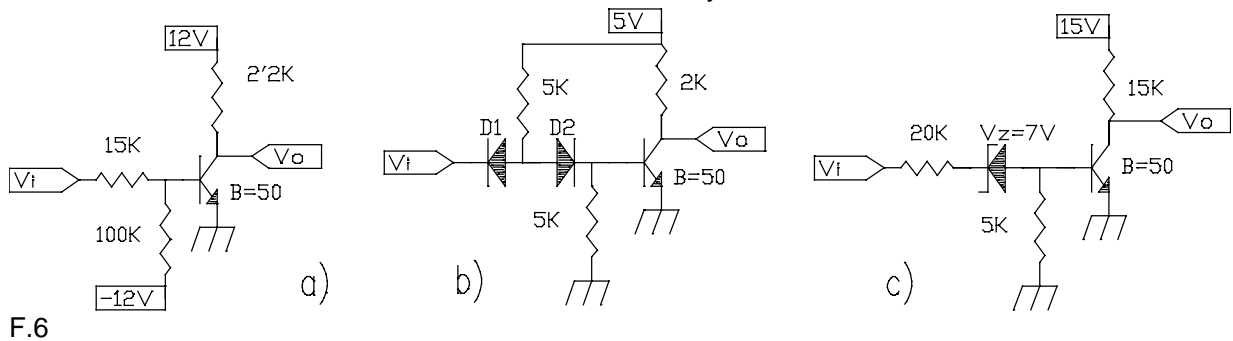 12V
2'2K
15K
Vi
Vo
B=50
100K
-12V
a)
5V
5K
2K
D1
D2
Vi
Vo
B=50
5K
b)
15V
15K
20K
Vz=7V
Vi
Vo
B=50
5K
c)
F.6